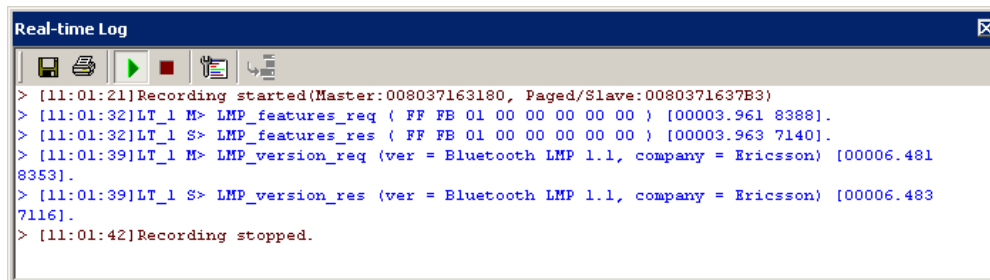 Real-time Log
> [11:01:21]Recording started(Master:008037163180, Paged/Slave:0080371637B3)
> [11:01:32]LT_1 M> LMP_features_req ( FF FB 01 00 00 00 00 00 ) [00003.961 8388].
> [11:01:32]LT_1 S> LMP_features_res ( FF FB 01 00 00 00 00 00 ) [00003.963 7140].
> [11:01:39]LT_1 M> LMP_version_req (ver = Bluetooth LMP 1.1, company = Ericsson) [00006.481
8353].
> [11:01:39]LT_1 S> LMP_version_res (ver = Bluetooth LMP 1.1, company = Ericsson) [00006.483
7116].
> [11:01:42]Recording stopped.